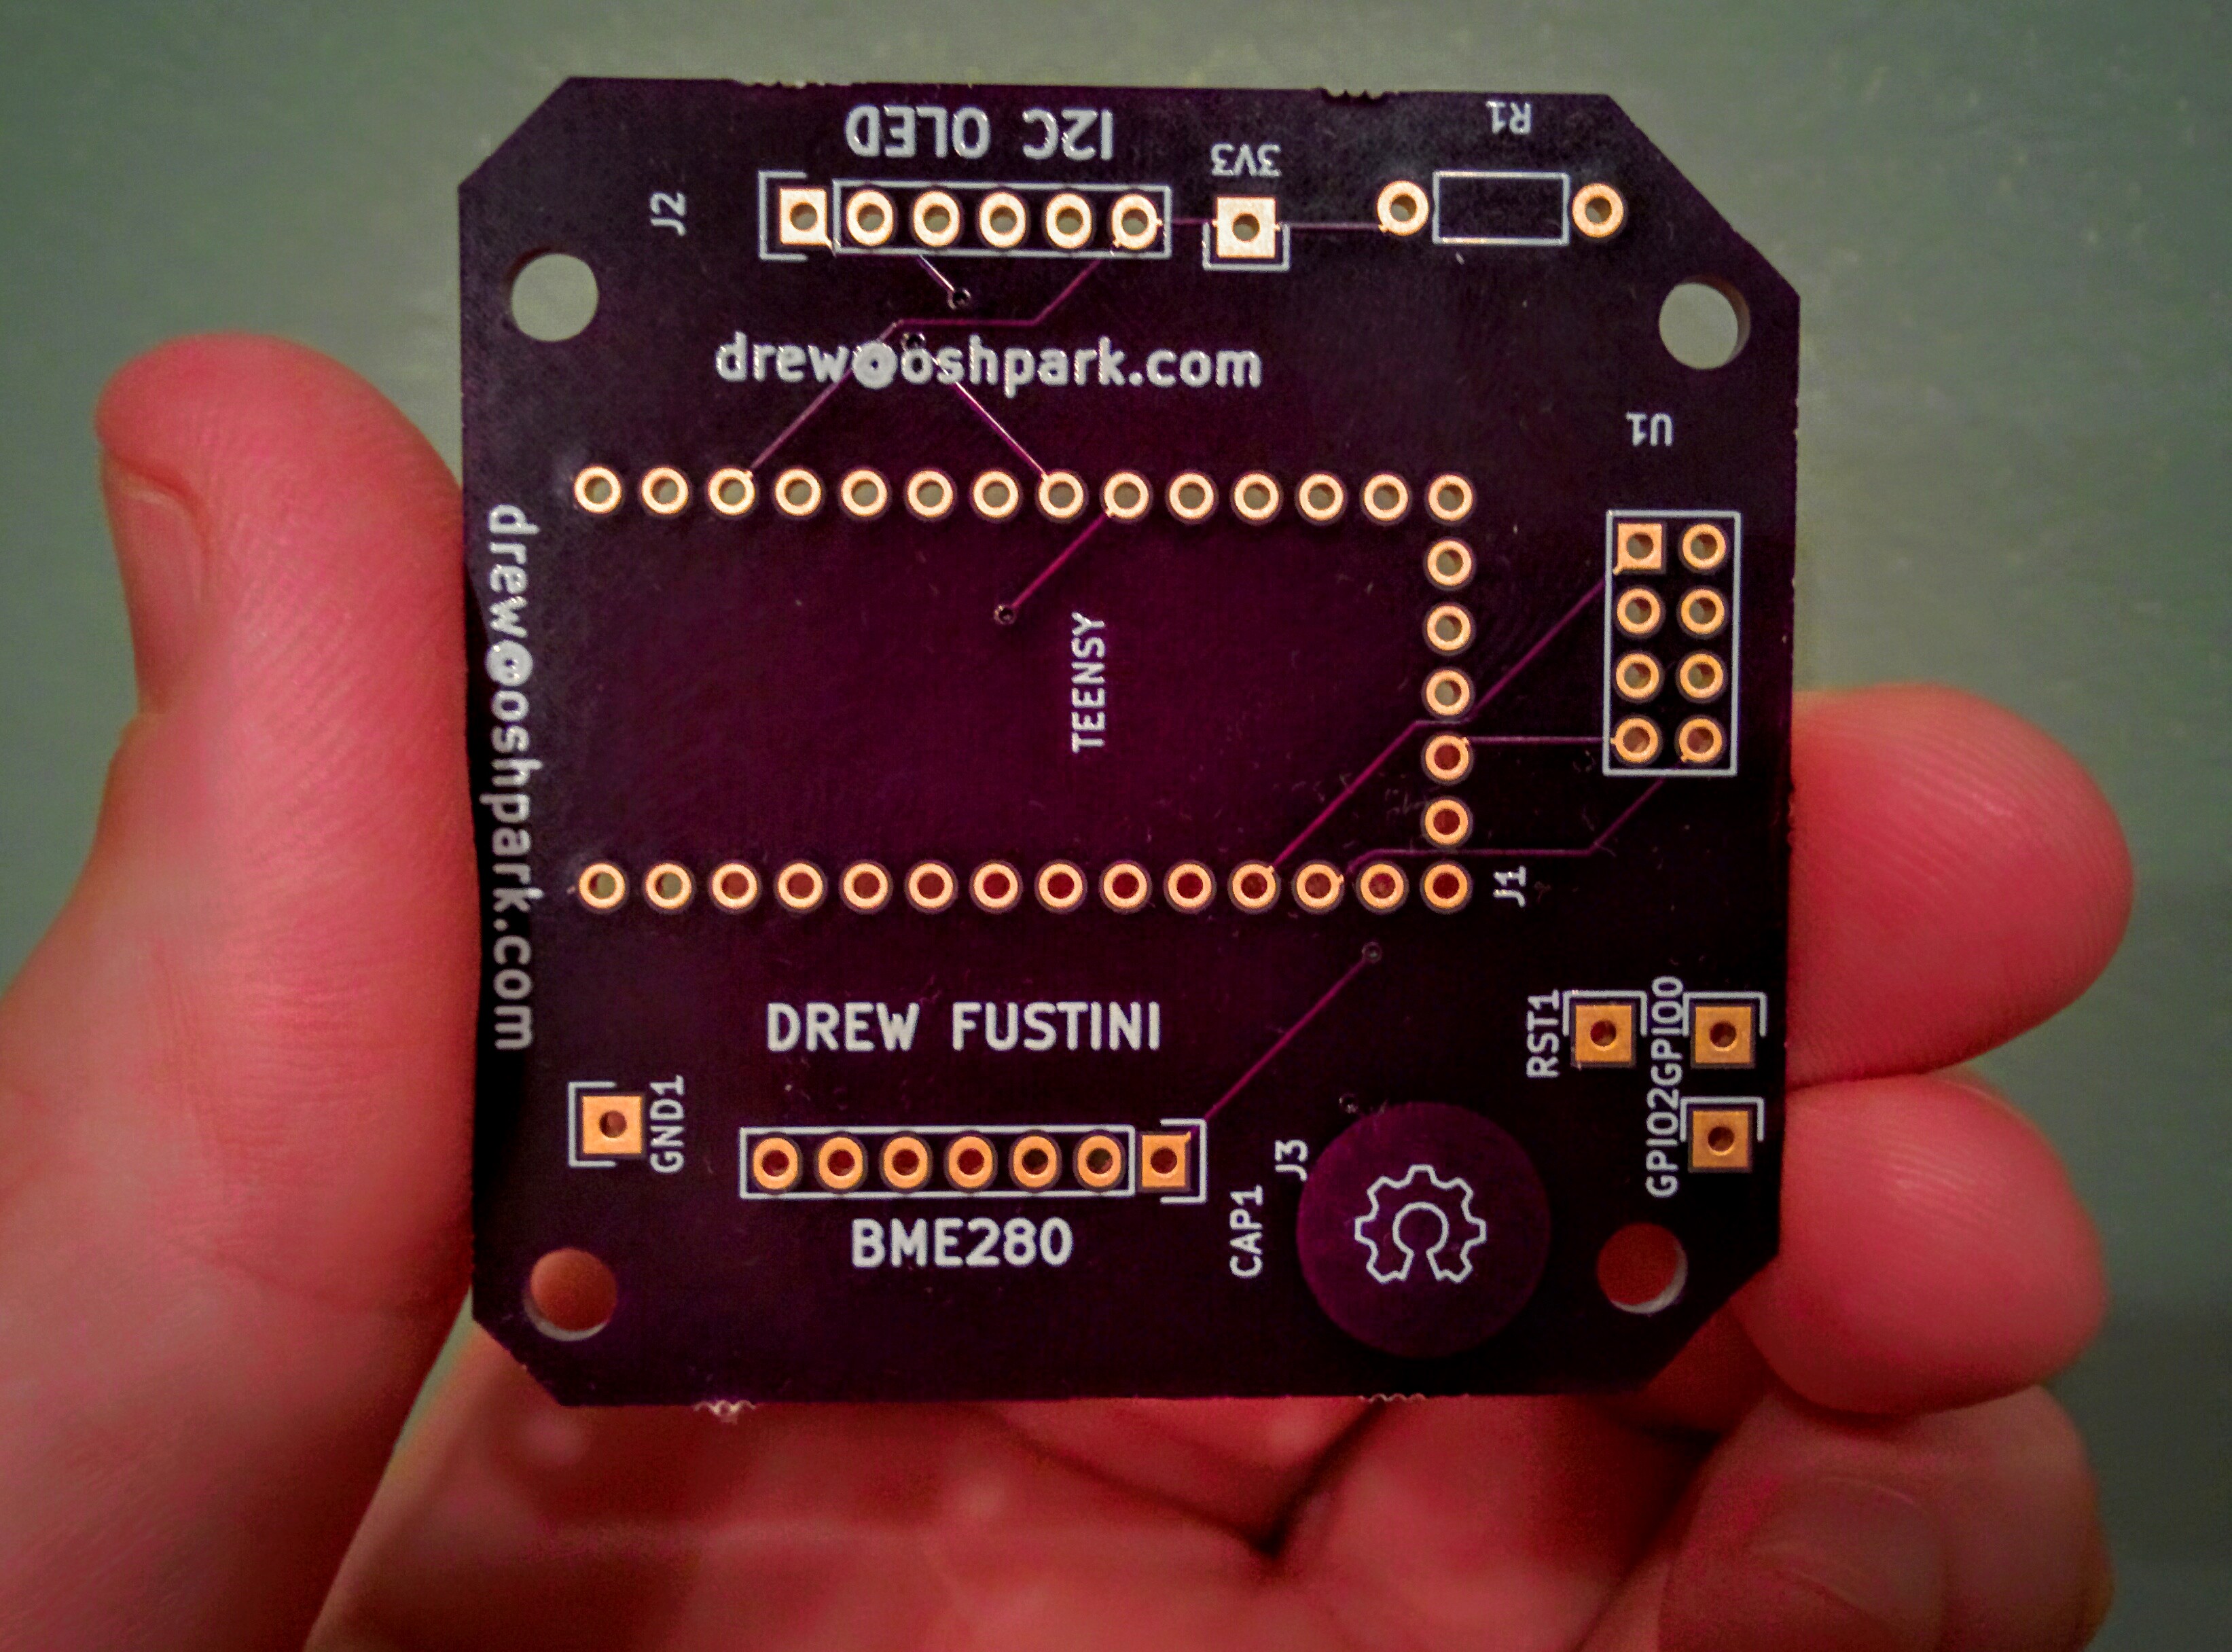 I2C OLED
R1
3V3
J2
drew@oshpark.com
U1
drew@oshpark.com
TEENSY
J1
DREW FUSTINI
RST1
GPIO0
GPIO2
GND1
J3
CAP1
BME280